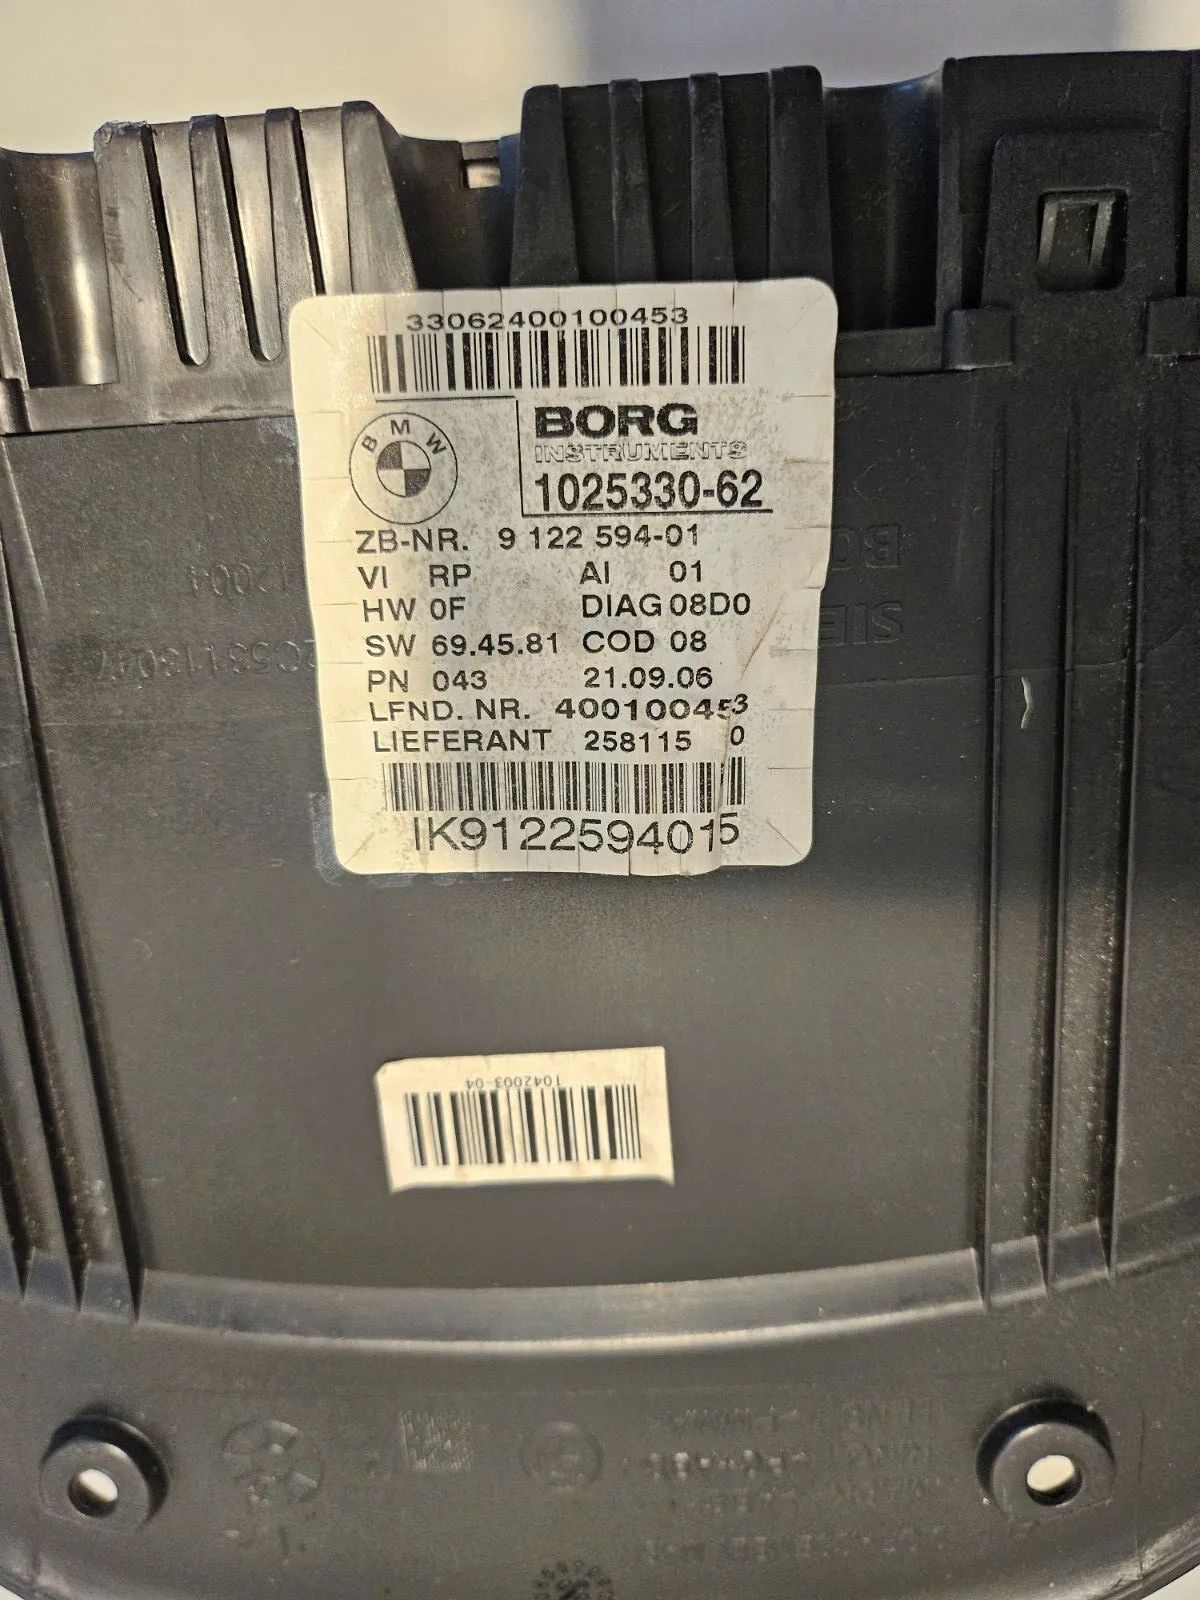 33062400100453
BMW
BORG
INSTRUMENTS
1025330-62
ZB-NR. 9 122 594-01
VI RP AI 01
HW 0F DIAG 08D0
SW 69.45.81 COD 08
PN 043 21.09.06
LFND. NR. 400100453
LIEFERANT 258115 0
IK9122594015
1042003-04